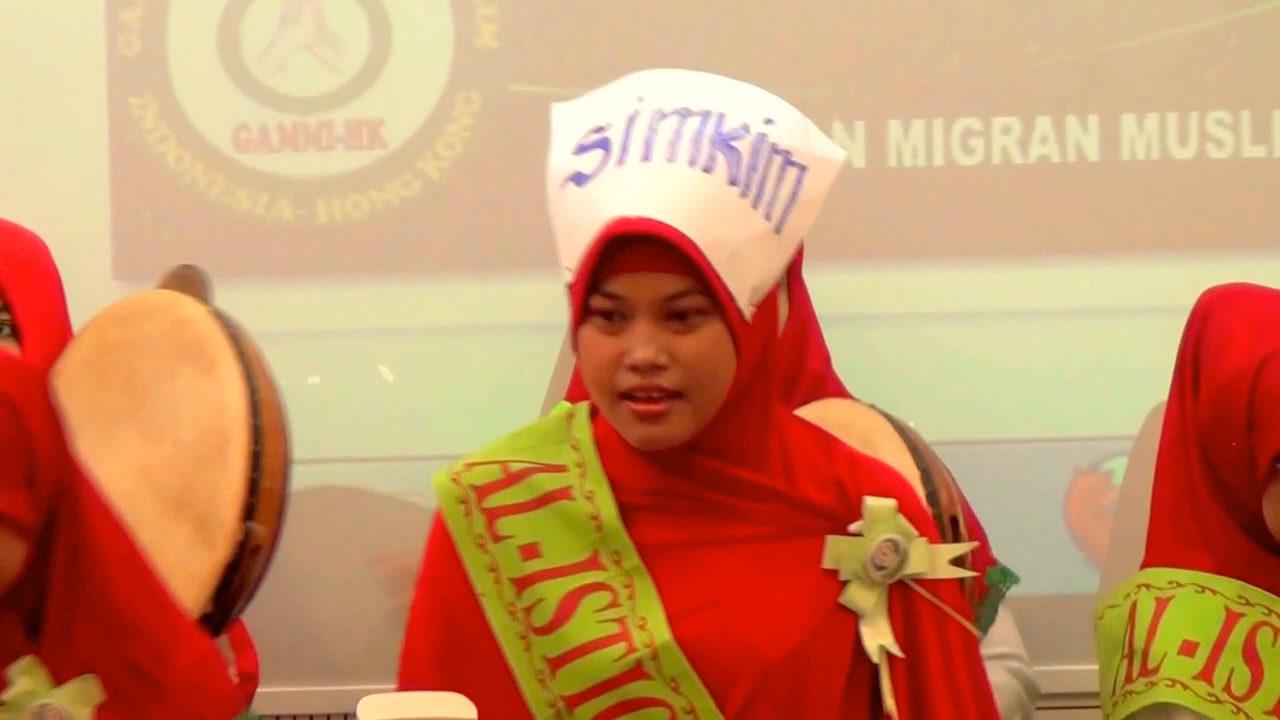 GAMMI-HK
INDONESIA- HONG KONG
N MIGRAN MUSLI
simkim
AL-ISTIQ
AL-IS